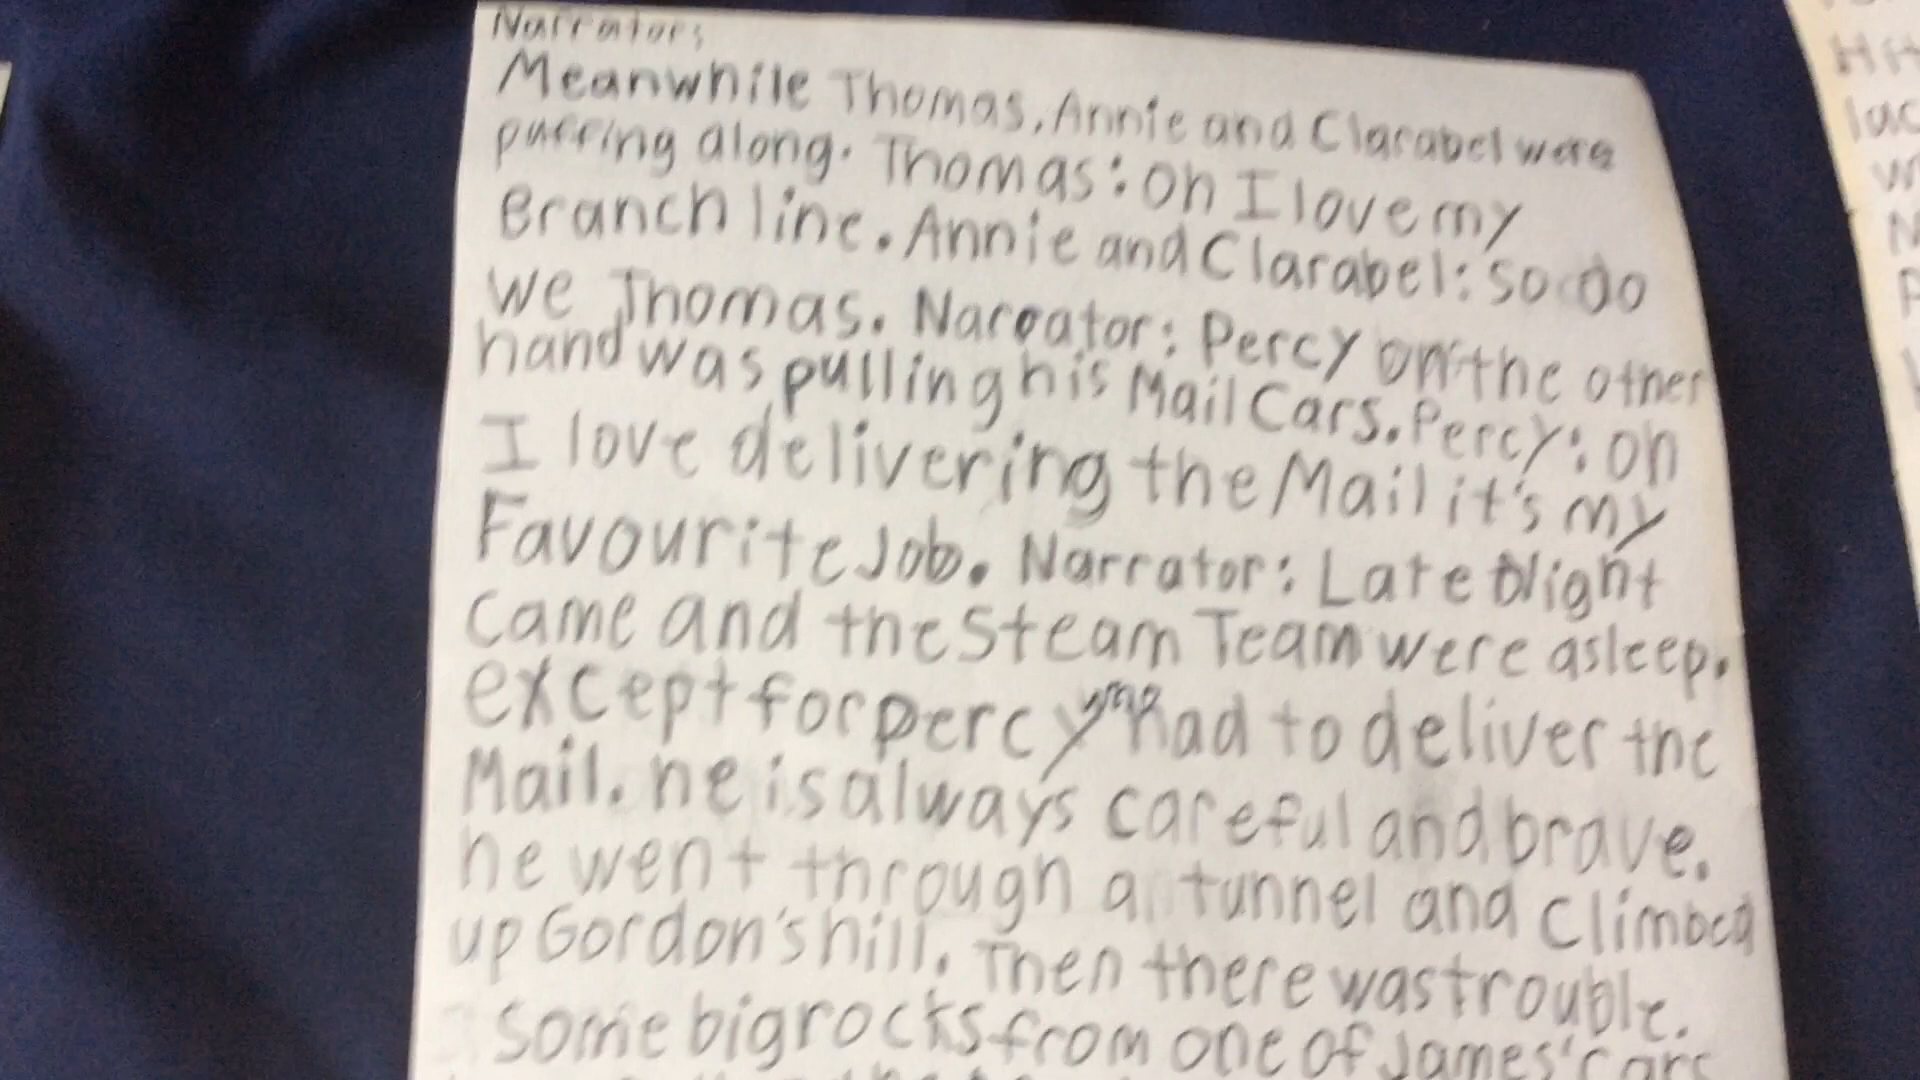 Narrator:
Meanwhile Thomas, Annie and Clarabel were
puffing along. Thomas: Oh I love my
Branch line. Annie and Clarabel: So do
we Thomas. Narrator: Percy on the other
hand was pulling his Mail Cars. Percy: Oh
I love delivering the Mail it's my
Favourite Job. Narrator: Late Night
came and the Steam Team were asleep.
except for percy who had to deliver the
Mail. he is always careful and brave.
he went through a tunnel and climbed
up Gordon's hill. Then there was trouble.
Some big rocks from one of James' cars